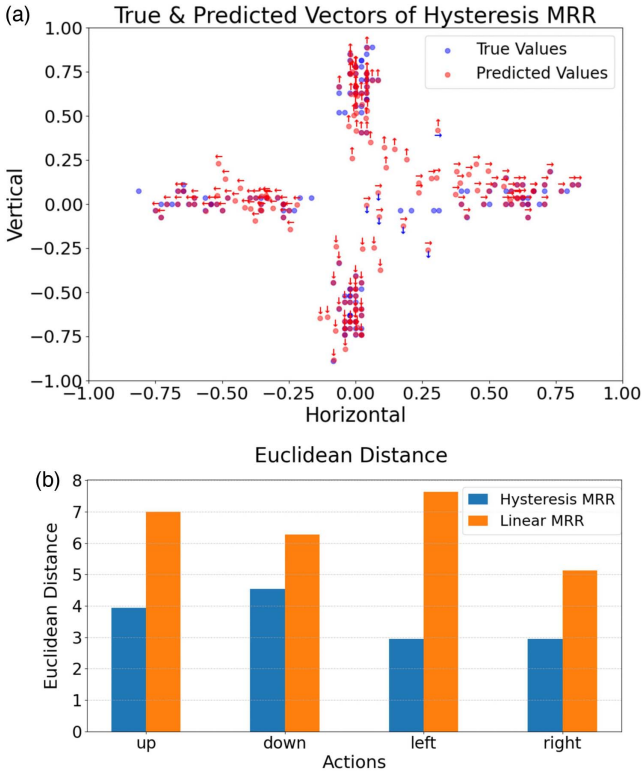 (a)
True & Predicted Vectors of Hysteresis MRR
True Values
Predicted Values
Vertical
1.00
0.75
0.50
0.25
0.00
−0.25
−0.50
−0.75
−1.00
−1.00 −0.75 −0.50 −0.25 0.00 0.25 0.50 0.75 1.00
Horizontal
Euclidean Distance
(b)
Hysteresis MRR
Linear MRR
Euclidean Distance
8
7
6
5
4
3
2
1
0
up down left right
Actions